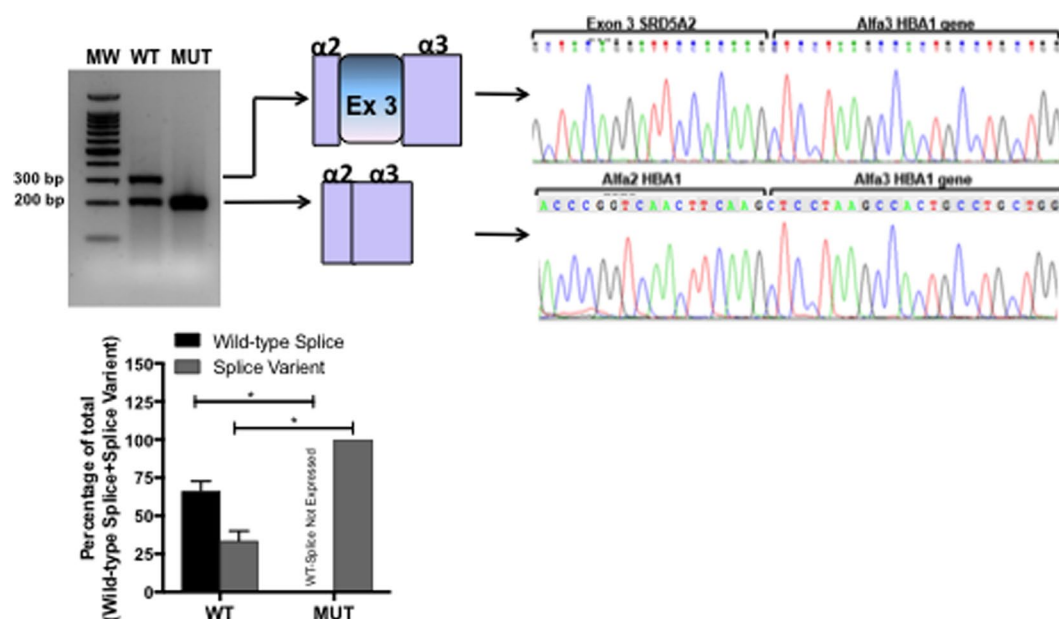 MW WT MUT
300 bp
200 bp
α2 α3
Ex 3
α2 α3
Exon 3 SRD5A2 Alfa3 HBA1 gene
Alfa2 HBA1 Alfa3 HBA1 gene
A C C C G G T C A A C T T C A A G C T C C T A A G C C A C T G C C T G C T G G
Wild-type Splice
Splice Varient
Percentage of total
(Wild-type Splice+Splice Varient)
150
125
100
75
50
25
0
*
*
WT-Splice Not Expressed
WT MUT